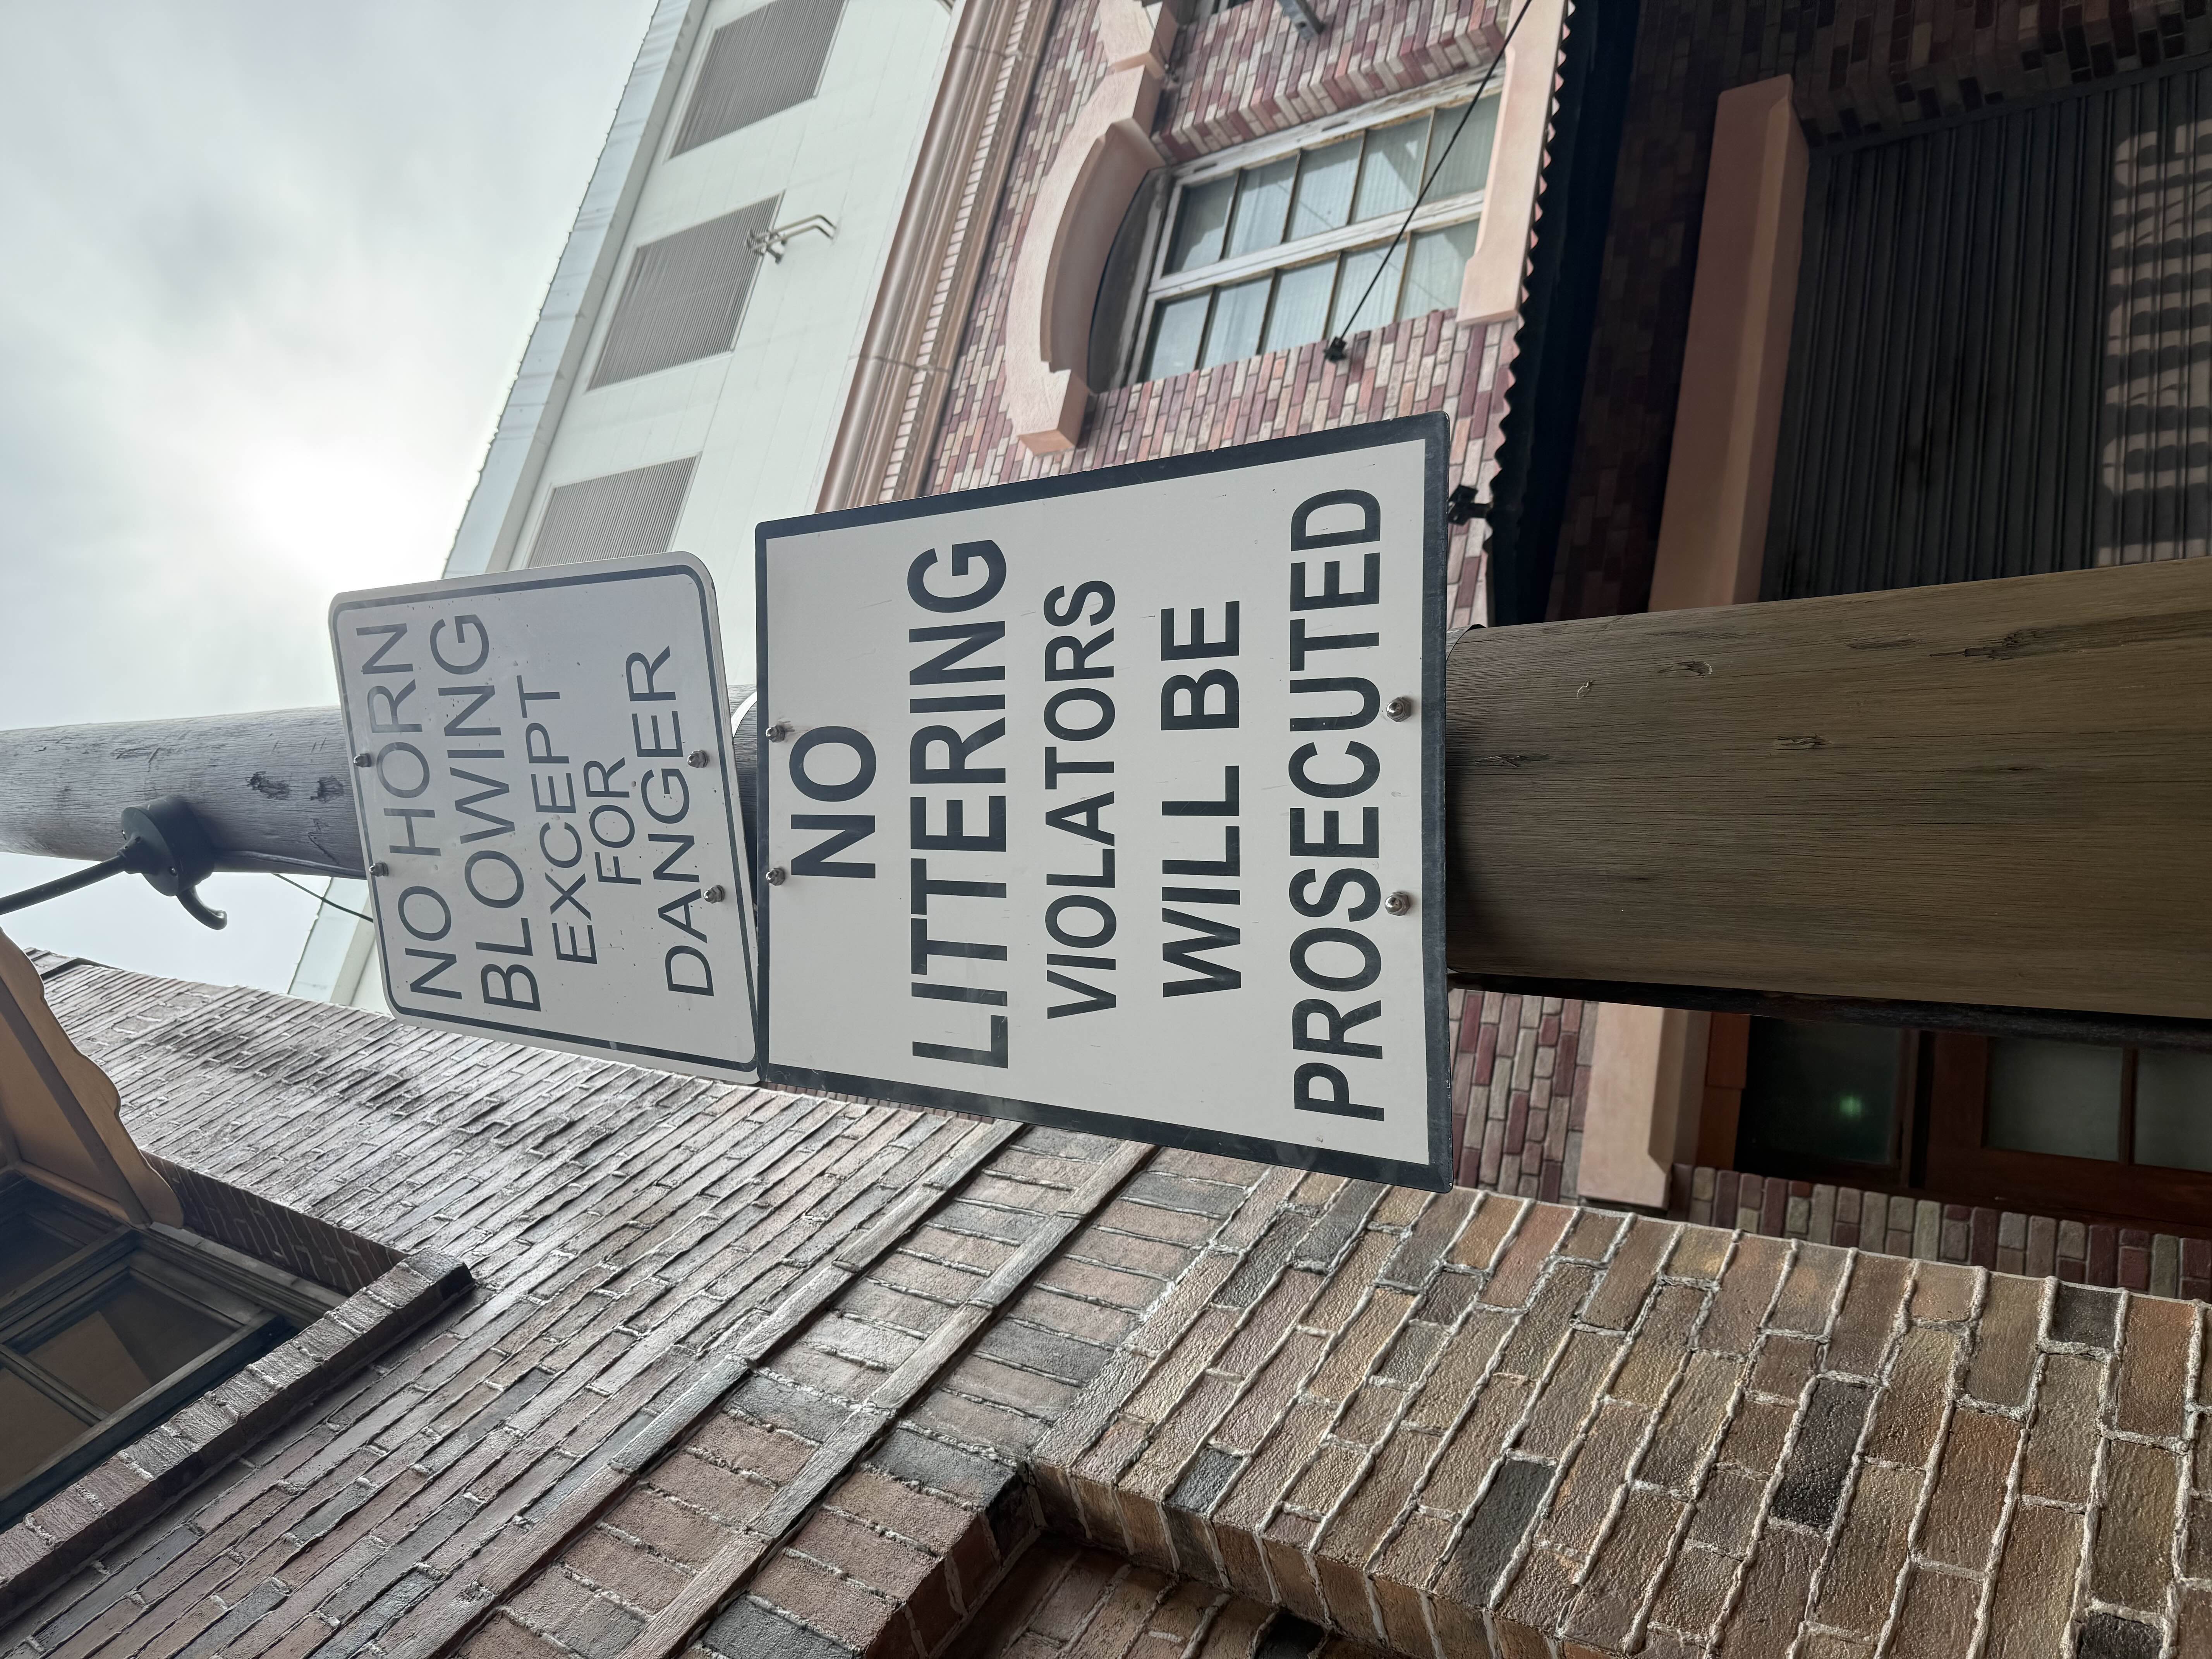 NO HORN
BLOWING
EXCEPT
FOR
DANGER
NO
LITTERING
VIOLATORS
WILL BE
PROSECUTED